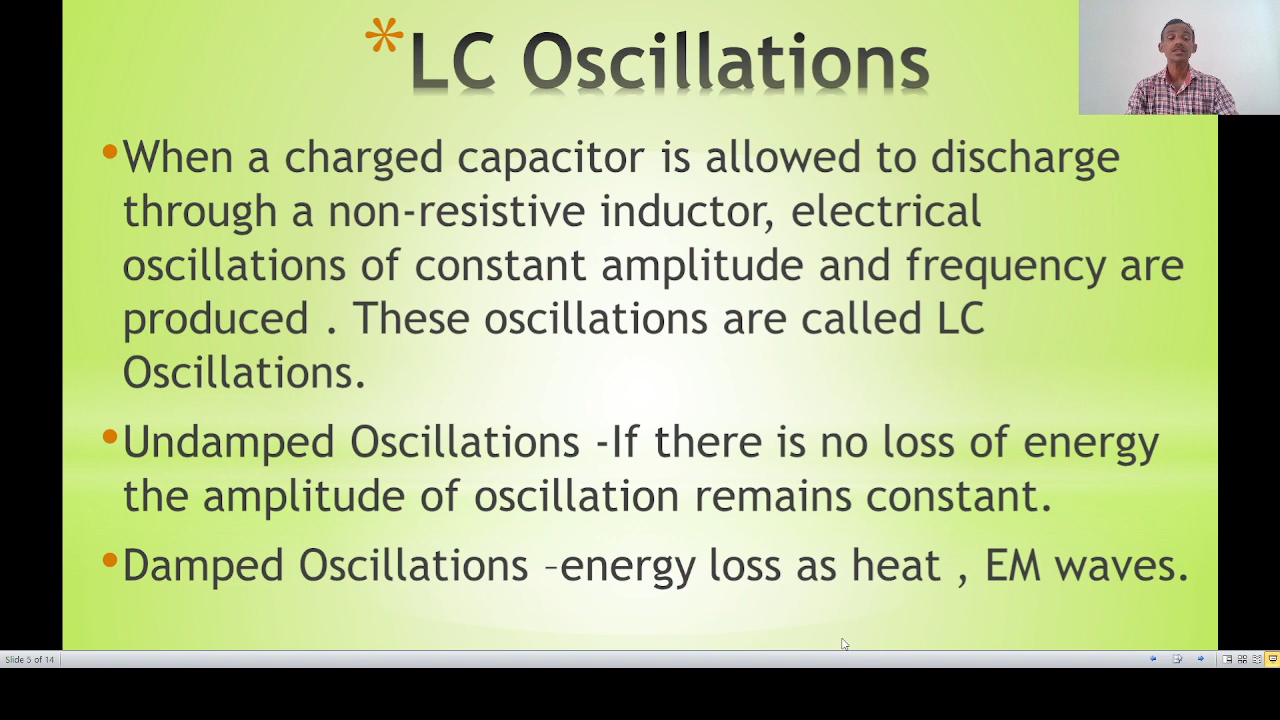 * LC Oscillations
•When a charged capacitor is allowed to discharge
through a non-resistive inductor, electrical
oscillations of constant amplitude and frequency are
produced . These oscillations are called LC
Oscillations.
•Undamped Oscillations -If there is no loss of energy
the amplitude of oscillation remains constant.
•Damped Oscillations –energy loss as heat , EM waves.
Slide 5 of 14